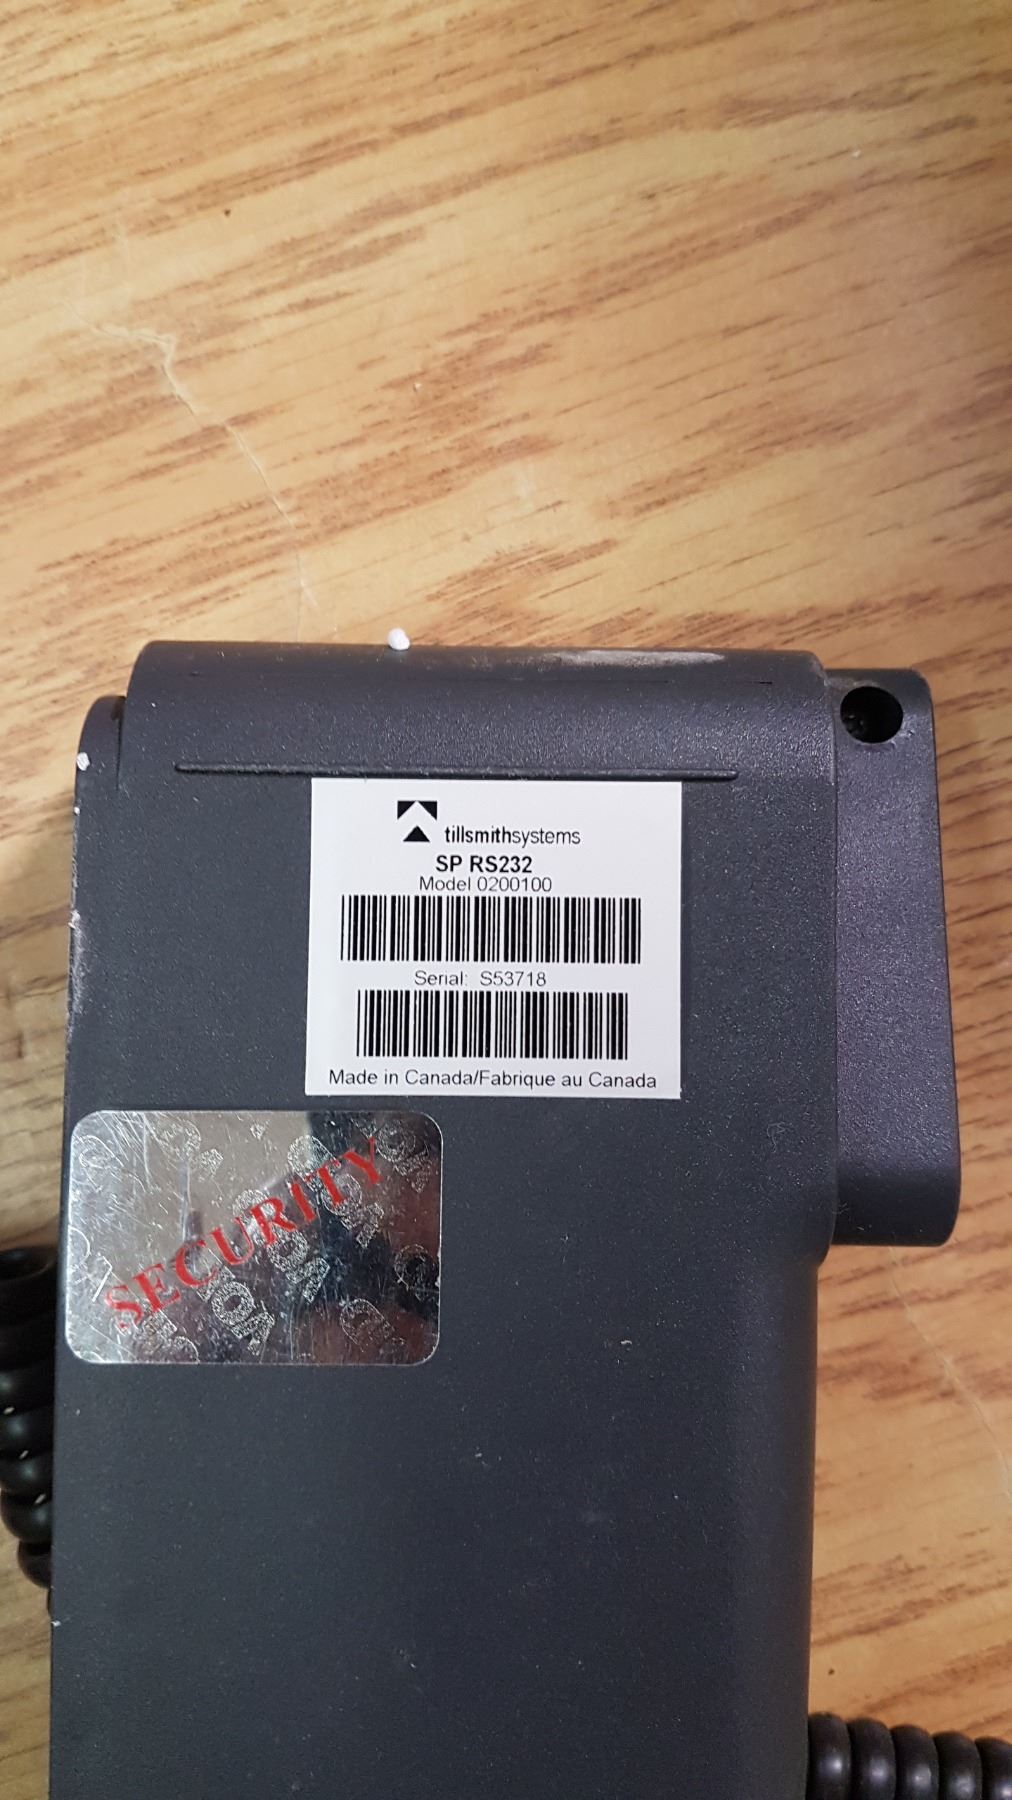 tillsmithsystems
SP RS232
Model 0200100
Serial: S53718
Made in Canada/Fabrique au Canada
SECURITY